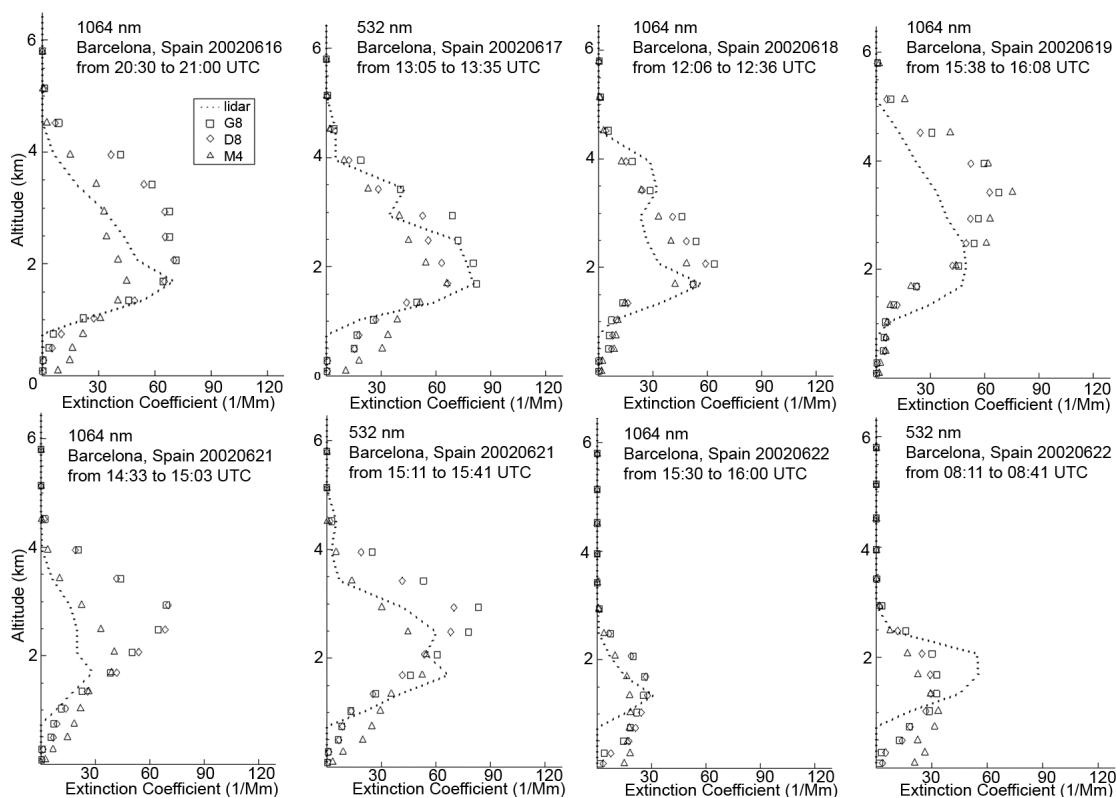 1064 nm
Barcelona, Spain 20020616
from 20:30 to 21:00 UTC
lidar
G8
D8
M4
Altitude (km)
6
4
2
0
30 60 90 120
Extinction Coefficient (1/Mm)
532 nm
Barcelona, Spain 20020617
from 13:05 to 13:35 UTC
6
4
2
0
30 60 90 120
Extinction Coefficient (1/Mm)
1064 nm
Barcelona, Spain 20020618
from 12:06 to 12:36 UTC
6
4
2
30 60 90 120
Extinction Coefficient (1/Mm)
1064 nm
Barcelona, Spain 20020619
from 15:38 to 16:08 UTC
6
4
2
30 60 90 120
Extinction Coefficient (1/Mm)
1064 nm
Barcelona, Spain 20020621
from 14:33 to 15:03 UTC
Altitude (km)
6
4
2
30 60 90 120
Extinction Coefficient (1/Mm)
532 nm
Barcelona, Spain 20020621
from 15:11 to 15:41 UTC
6
4
2
30 60 90 120
Extinction Coefficient (1/Mm)
1064 nm
Barcelona, Spain 20020622
from 15:30 to 16:00 UTC
6
4
2
30 60 90 120
Extinction Coefficient (1/Mm)
532 nm
Barcelona, Spain 20020622
from 08:11 to 08:41 UTC
6
4
2
30 60 90 120
Extinction Coefficient (1/Mm)